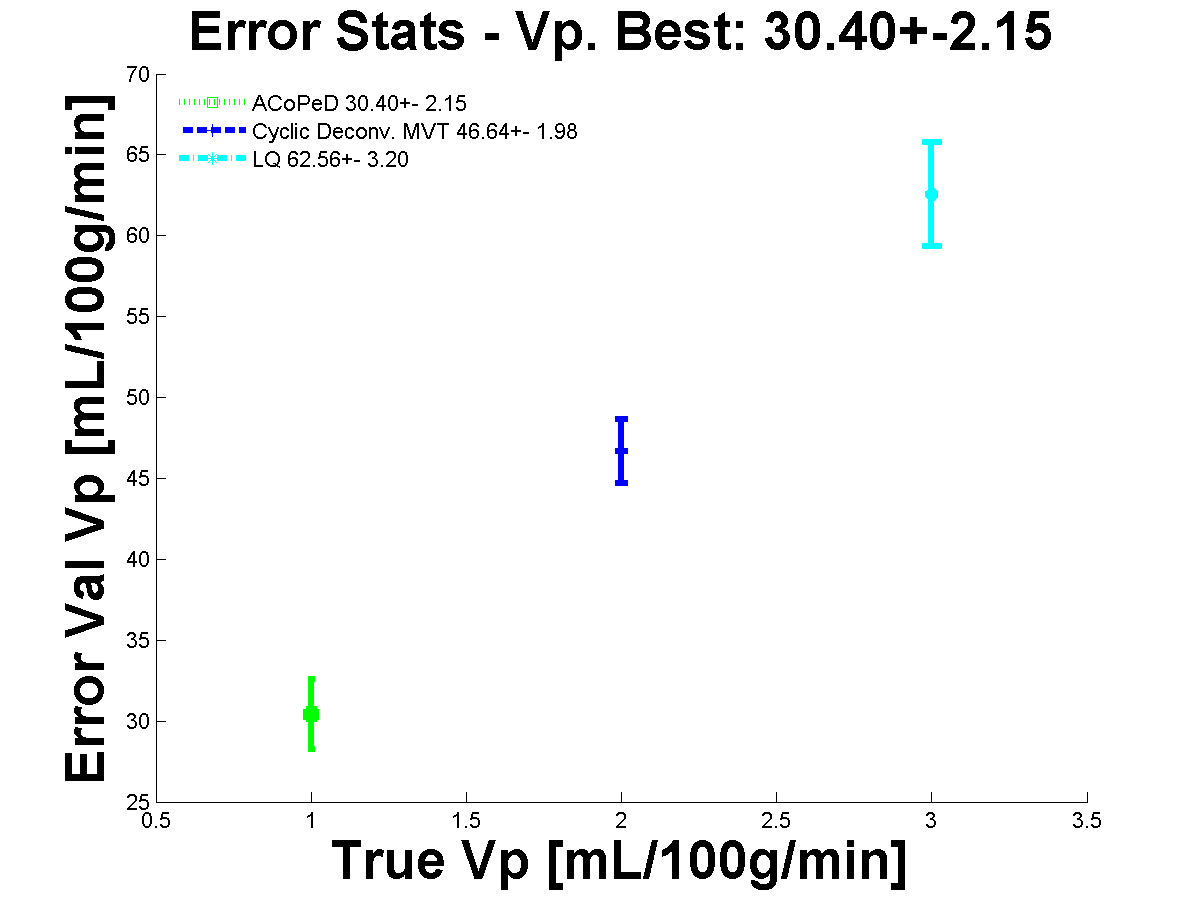 Error Stats - Vp. Best: 30.40+-2.15
70
65
60
55
50
45
40
35
30
25
Error Val Vp [mL/100g/min]
ACoPeD 30.40+- 2.15
Cyclic Deconv. MVT 46.64+- 1.98
LQ 62.56+- 3.20
0.5 1 1.5 2 2.5 3 3.5
True Vp [mL/100g/min]